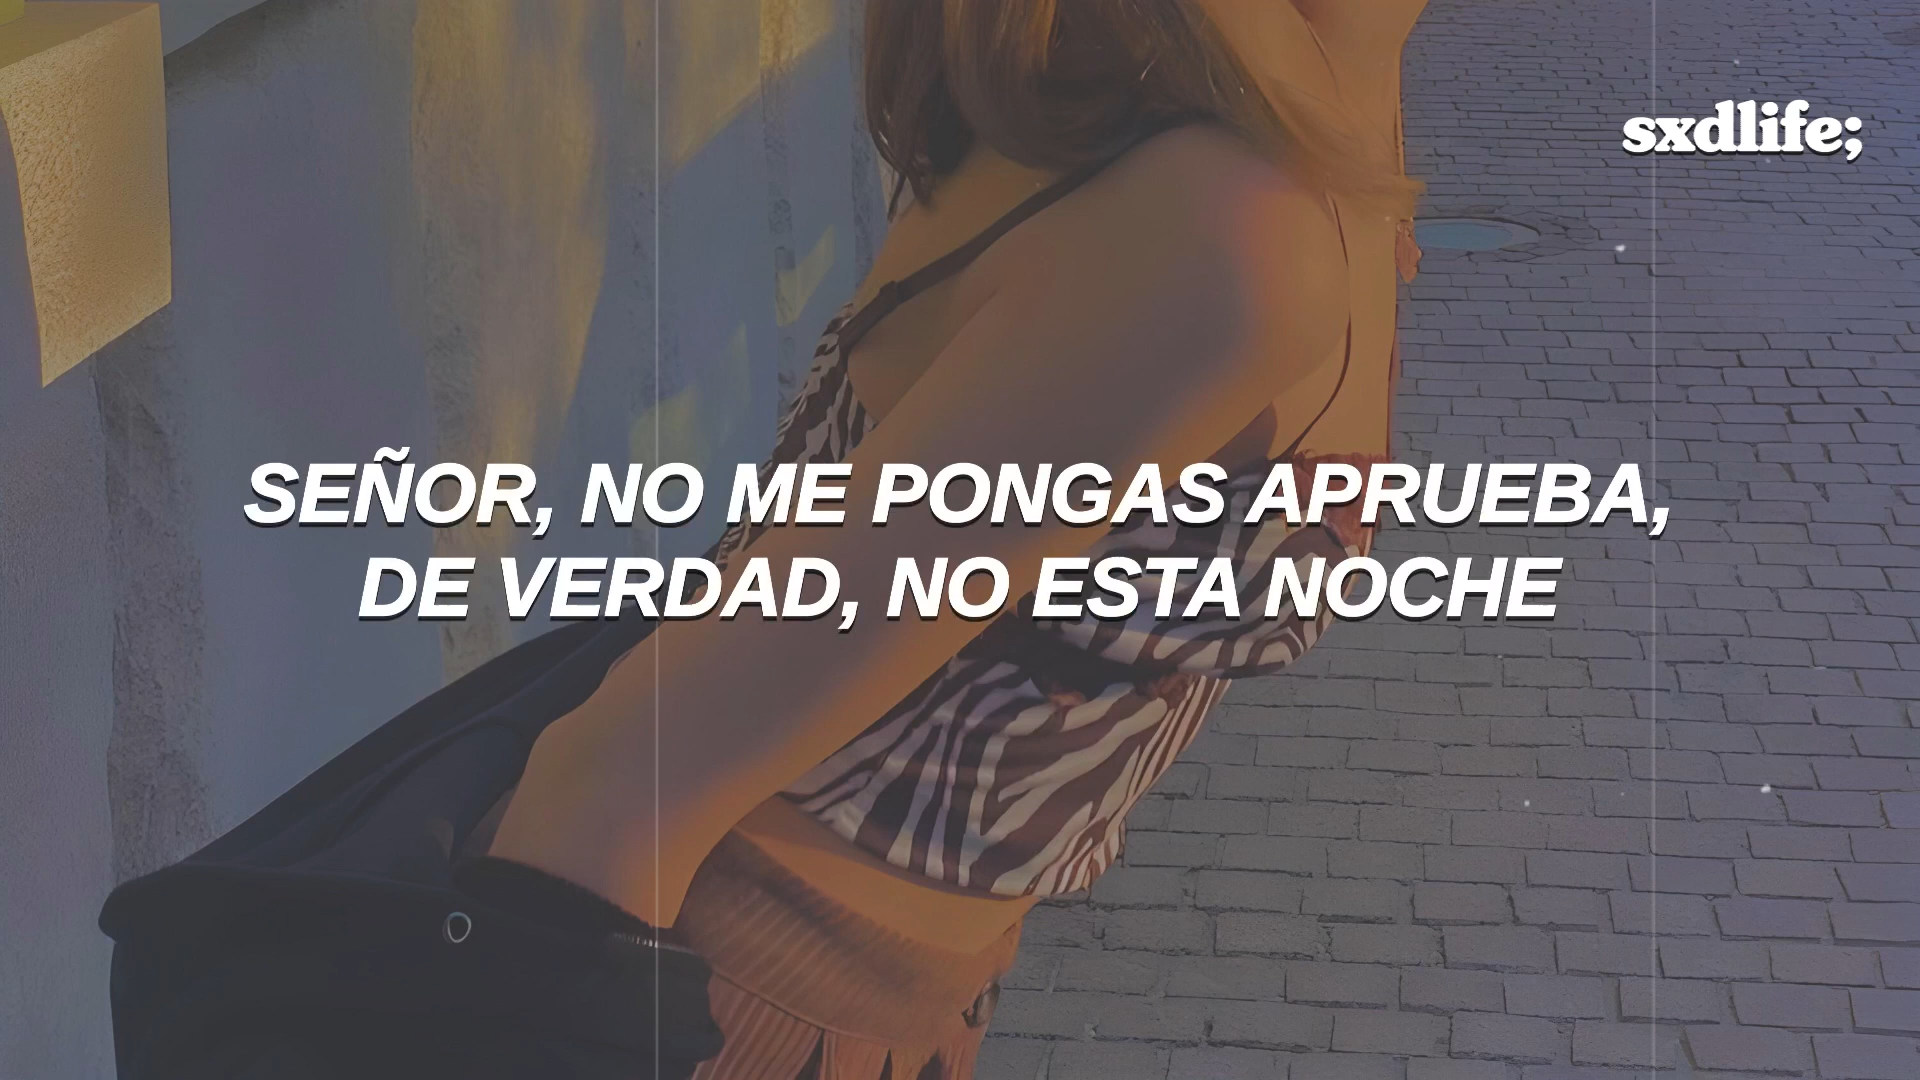 sxdlife;
SEÑOR, NO ME PONGAS APRUEBA,
DE VERDAD, NO ESTA NOCHE